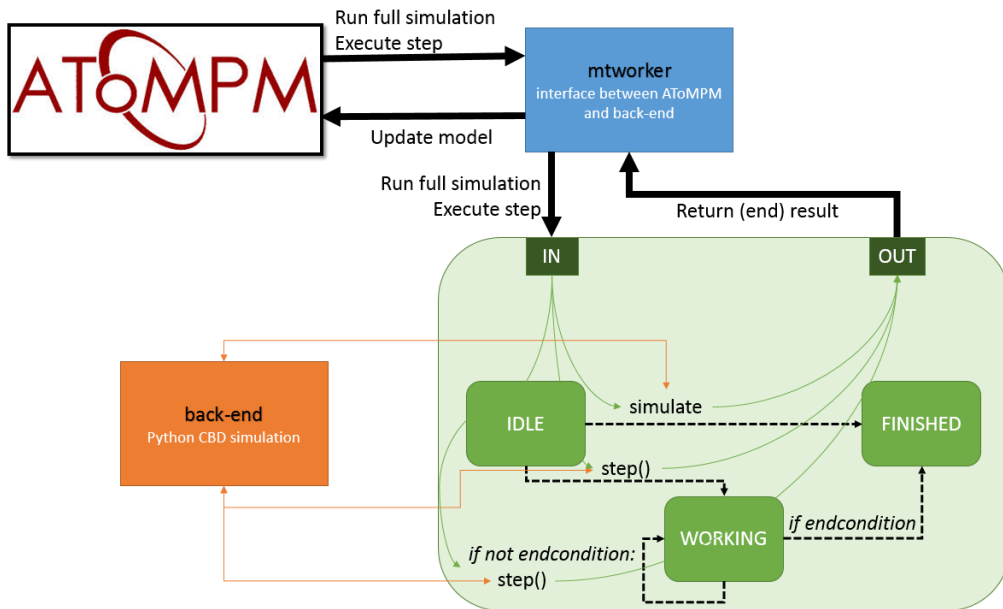 AToMPM
Run full simulation
Execute step
Update model
mtworker
interface between AToMPM
and back-end
Run full simulation
Execute step
Return (end) result
IN
OUT
back-end
Python CBD simulation
IDLE
simulate
FINISHED
step()
WORKING
if endcondition
if not endcondition:
step()